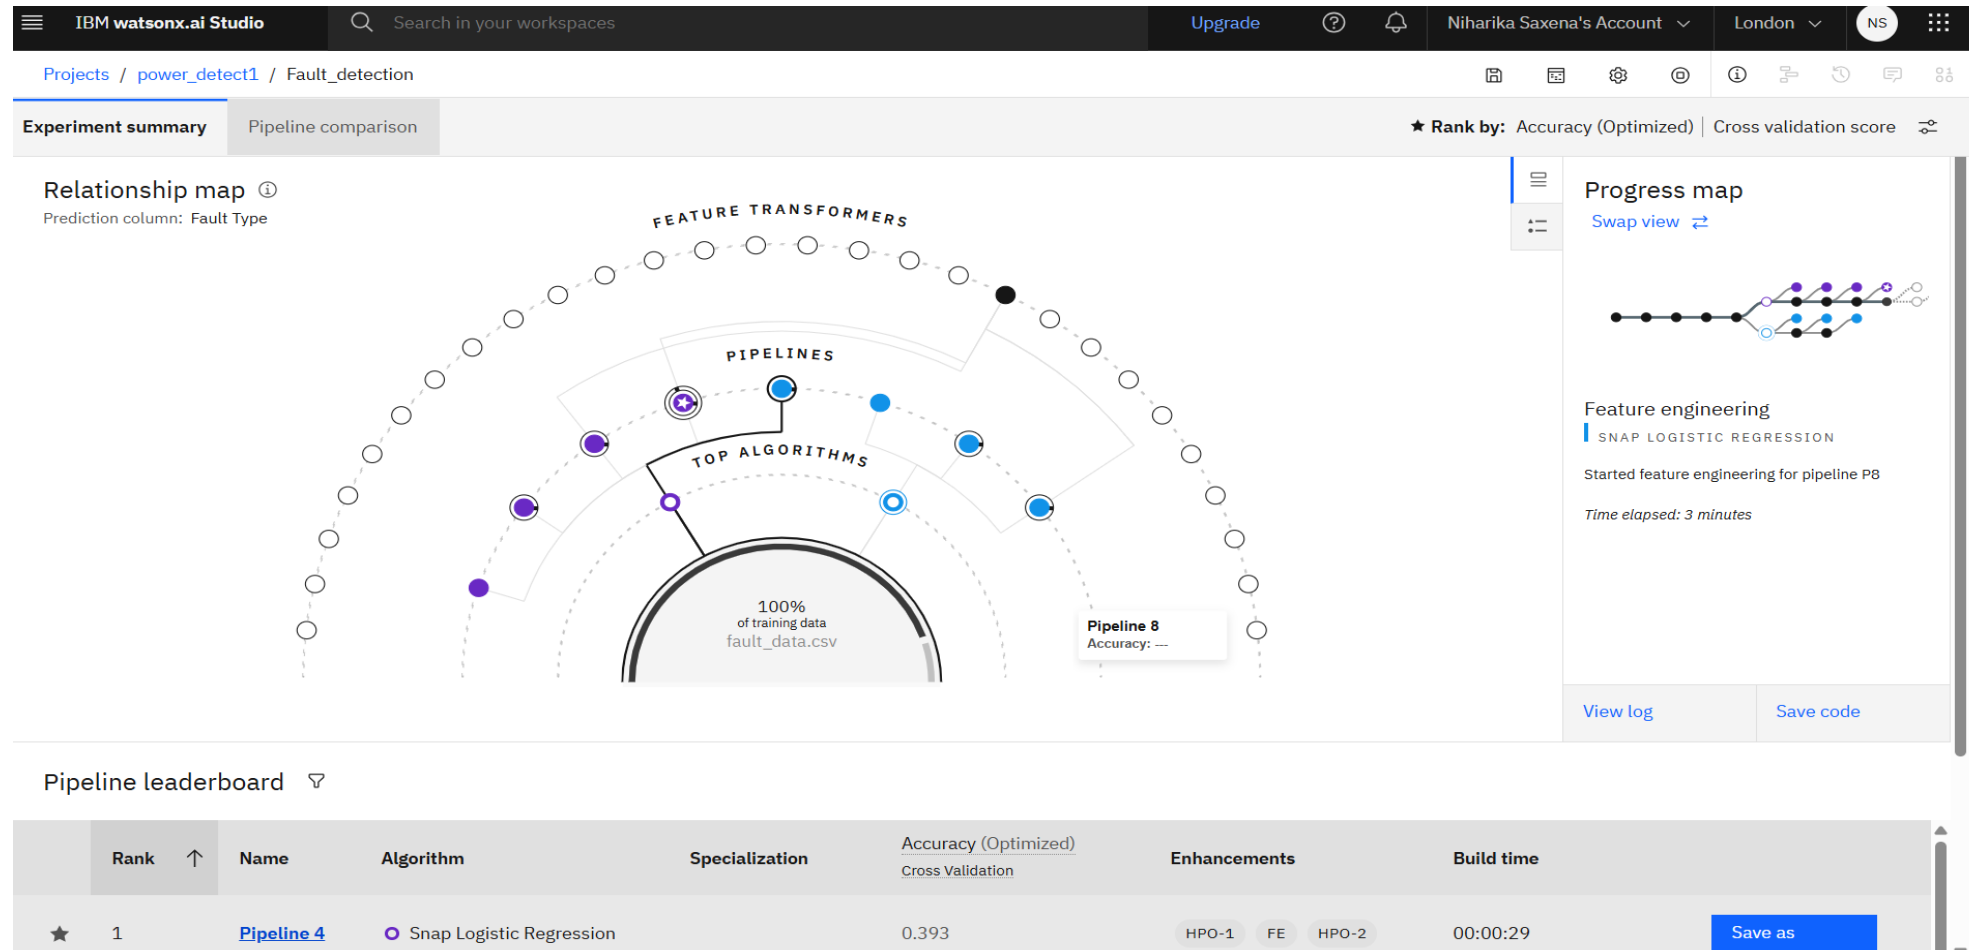 IBM watsonx.ai Studio
Search in your workspaces
Upgrade
Niharika Saxena's Account
London
NS
Projects / power_detect1 / Fault_detection
Experiment summary
Pipeline comparison
Rank by: Accuracy (Optimized) | Cross validation score
Relationship map
Prediction column: Fault Type
FEATURE TRANSFORMERS
PIPELINES
TOP ALGORITHMS
100%
of training data
fault_data.csv
Pipeline 8
Accuracy: ---
Progress map
Swap view
Feature engineering
SNAP LOGISTIC REGRESSION
Started feature engineering for pipeline P8
Time elapsed: 3 minutes
View log
Save code
Pipeline leaderboard
Rank
Name
Algorithm
Specialization
Accuracy (Optimized)
Cross Validation
Enhancements
Build time
1
Pipeline 4
Snap Logistic Regression
0.393
HPO-1
FE
HPO-2
00:00:29
Save as